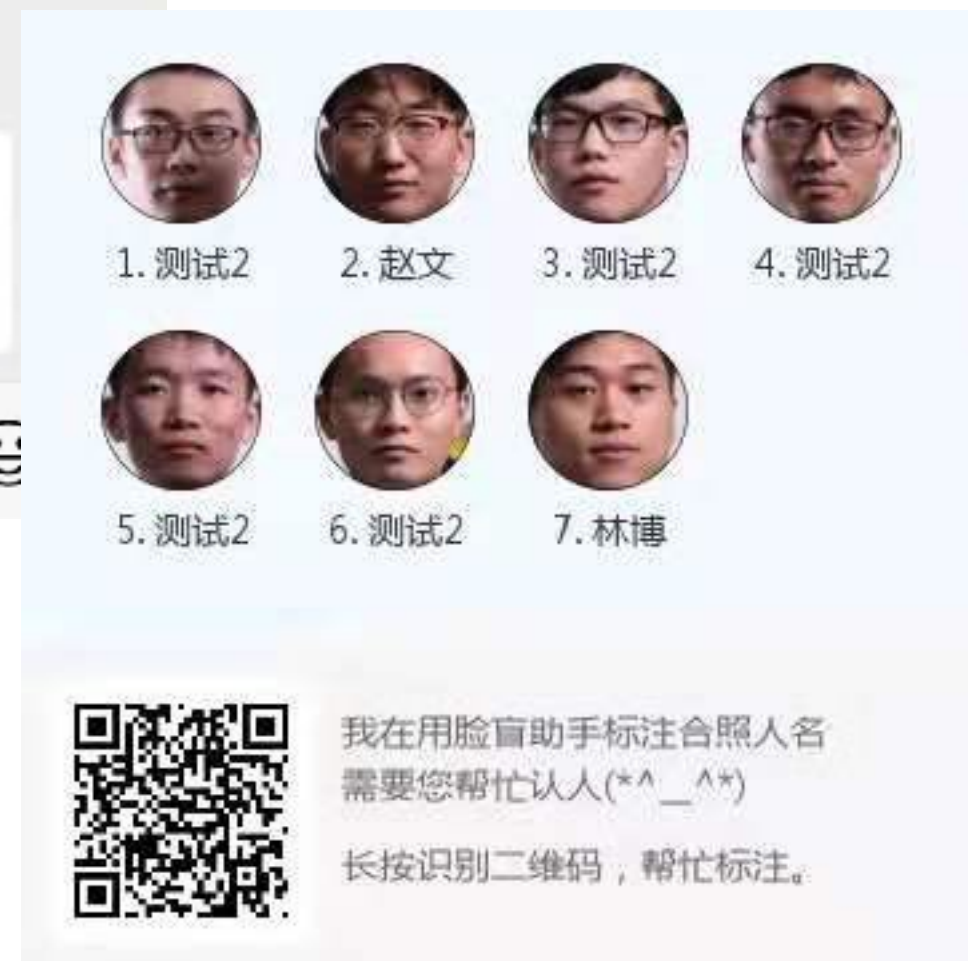 1. 测试2
2. 赵文
3. 测试2
4. 测试2
5. 测试2
6. 测试2
7. 林博
我在用脸盲助手标注合照人名
需要您帮忙认人(*^__^*)
长按识别二维码，帮忙标注。